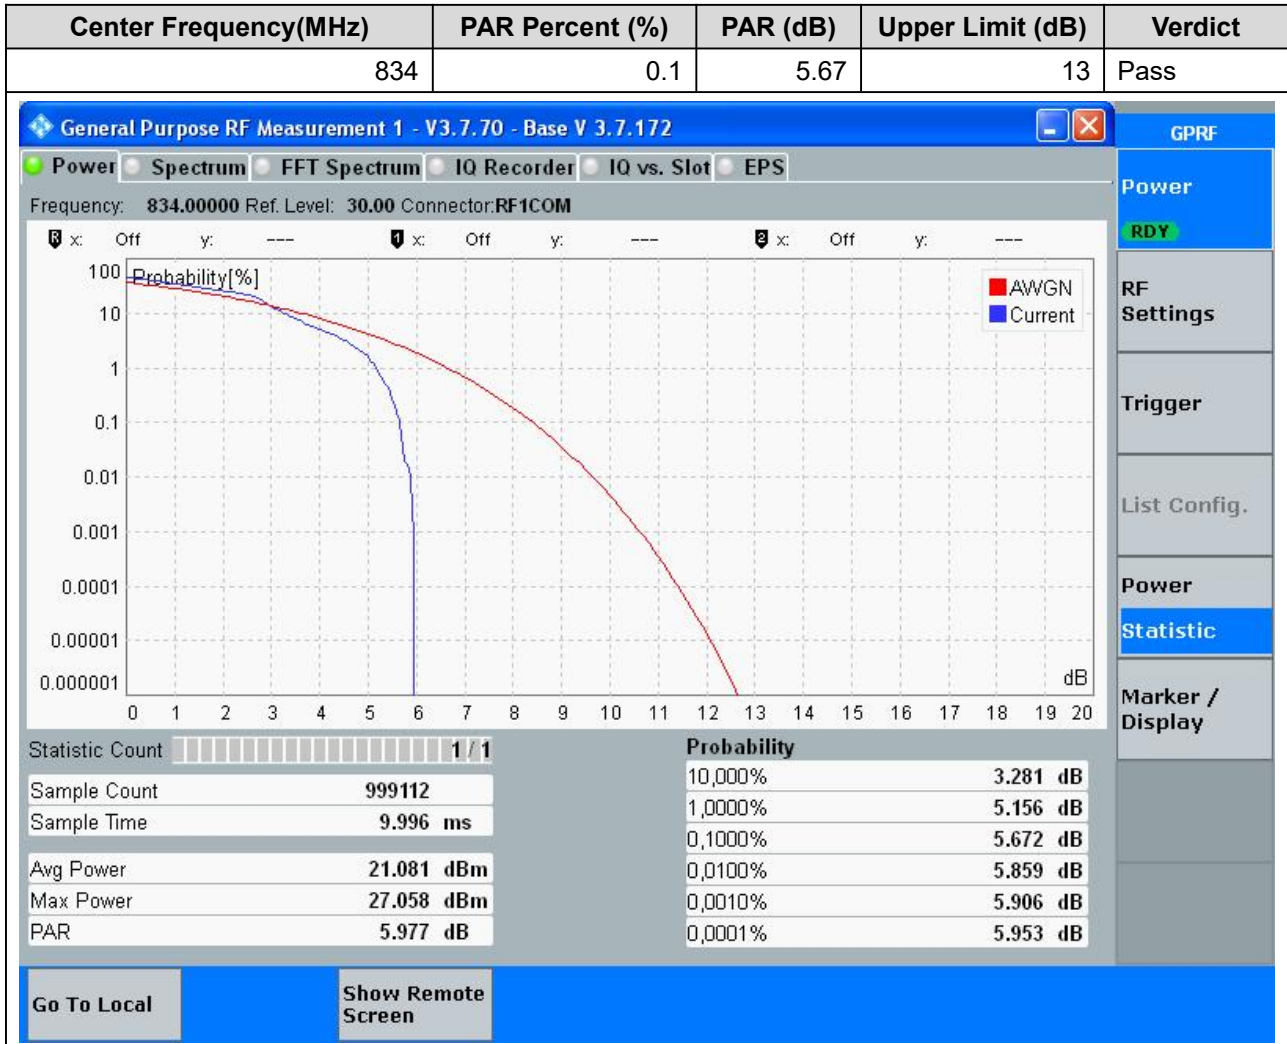 Center Frequency(MHz) PAR Percent (%) PAR (dB) Upper Limit (dB) Verdict
834 0.1 5.67 13 Pass
General Purpose RF Measurement 1 - V3.7.70 - Base V 3.7.172
GPRF
Power Spectrum FFT Spectrum IQ Recorder IQ vs. Slot EPS
Power
RDY
Frequency: 834.00000 Ref. Level: 30.00 Connector:RF1COM
R x: Off y: --- 1 x: Off y: --- 2 x: Off y: ---
Probability[%]
AWGN
Current
100
10
1
0.1
0.01
0.001
0.0001
0.00001
0.000001
dB
0 1 2 3 4 5 6 7 8 9 10 11 12 13 14 15 16 17 18 19 20
RF
Settings
Trigger
List Config.
Power
Statistic
Marker /
Display
Statistic Count 1 / 1
Sample Count 999112
Sample Time 9.996 ms
Avg Power 21.081 dBm
Max Power 27.058 dBm
PAR 5.977 dB
Probability
10,000% 3.281 dB
1,0000% 5.156 dB
0,1000% 5.672 dB
0,0100% 5.859 dB
0,0010% 5.906 dB
0,0001% 5.953 dB
Go To Local
Show Remote
Screen